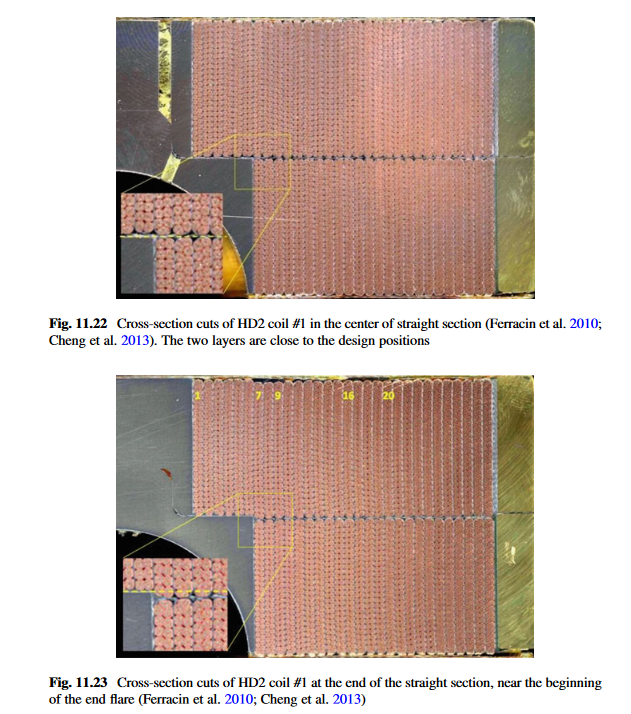 Fig. 11.22 Cross-section cuts of HD2 coil #1 in the center of straight section (Ferracin et al. 2010;
Cheng et al. 2013). The two layers are close to the design positions
1 7 9 16 20
Fig. 11.23 Cross-section cuts of HD2 coil #1 at the end of the straight section, near the beginning
of the end flare (Ferracin et al. 2010; Cheng et al. 2013)